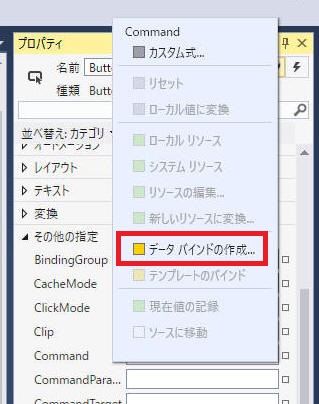 Command
プロパティ
カスタム式...
名前 Butto
種類 Butto
リセット
ローカル値に変換
並べ替え: カテゴリ
オートメーション
ローカル リソース
レイアウト
システム リソース
テキスト
リソースの編集...
変換
新しいリソースに変換...
その他の指定
データ バインドの作成...
BindingGroup
テンプレートのバインド
CacheMode
ClickMode
現在値の記録
Clip
ソースに移動
Command
CommandPara...
CommandTarget